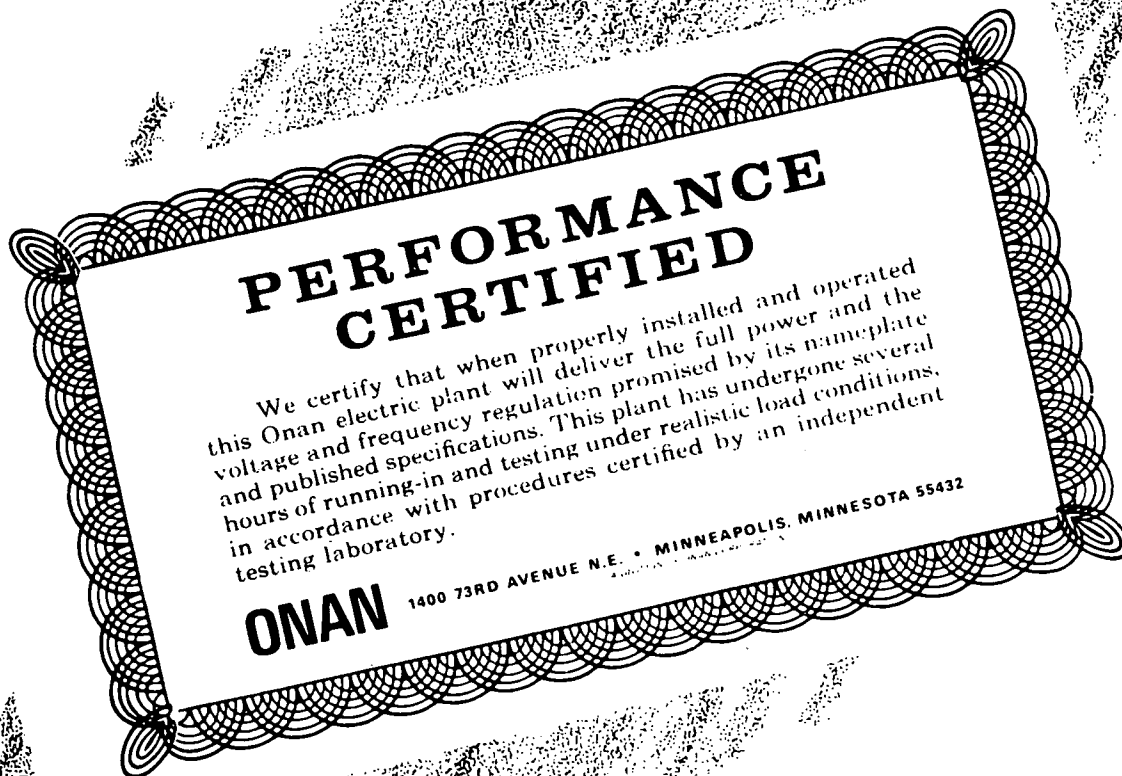 PERFORMANCE
CERTIFIED
We certify that when properly installed and operated
this Onan electric plant will deliver the full power and the
voltage and frequency regulation promised by its nameplate
and published specifications. This plant has undergone several
hours of running-in and testing under realistic load conditions,
in accordance with procedures certified by an independent
testing laboratory.
ONAN 1400 73RD AVENUE N.E. • MINNEAPOLIS, MINNESOTA 55432